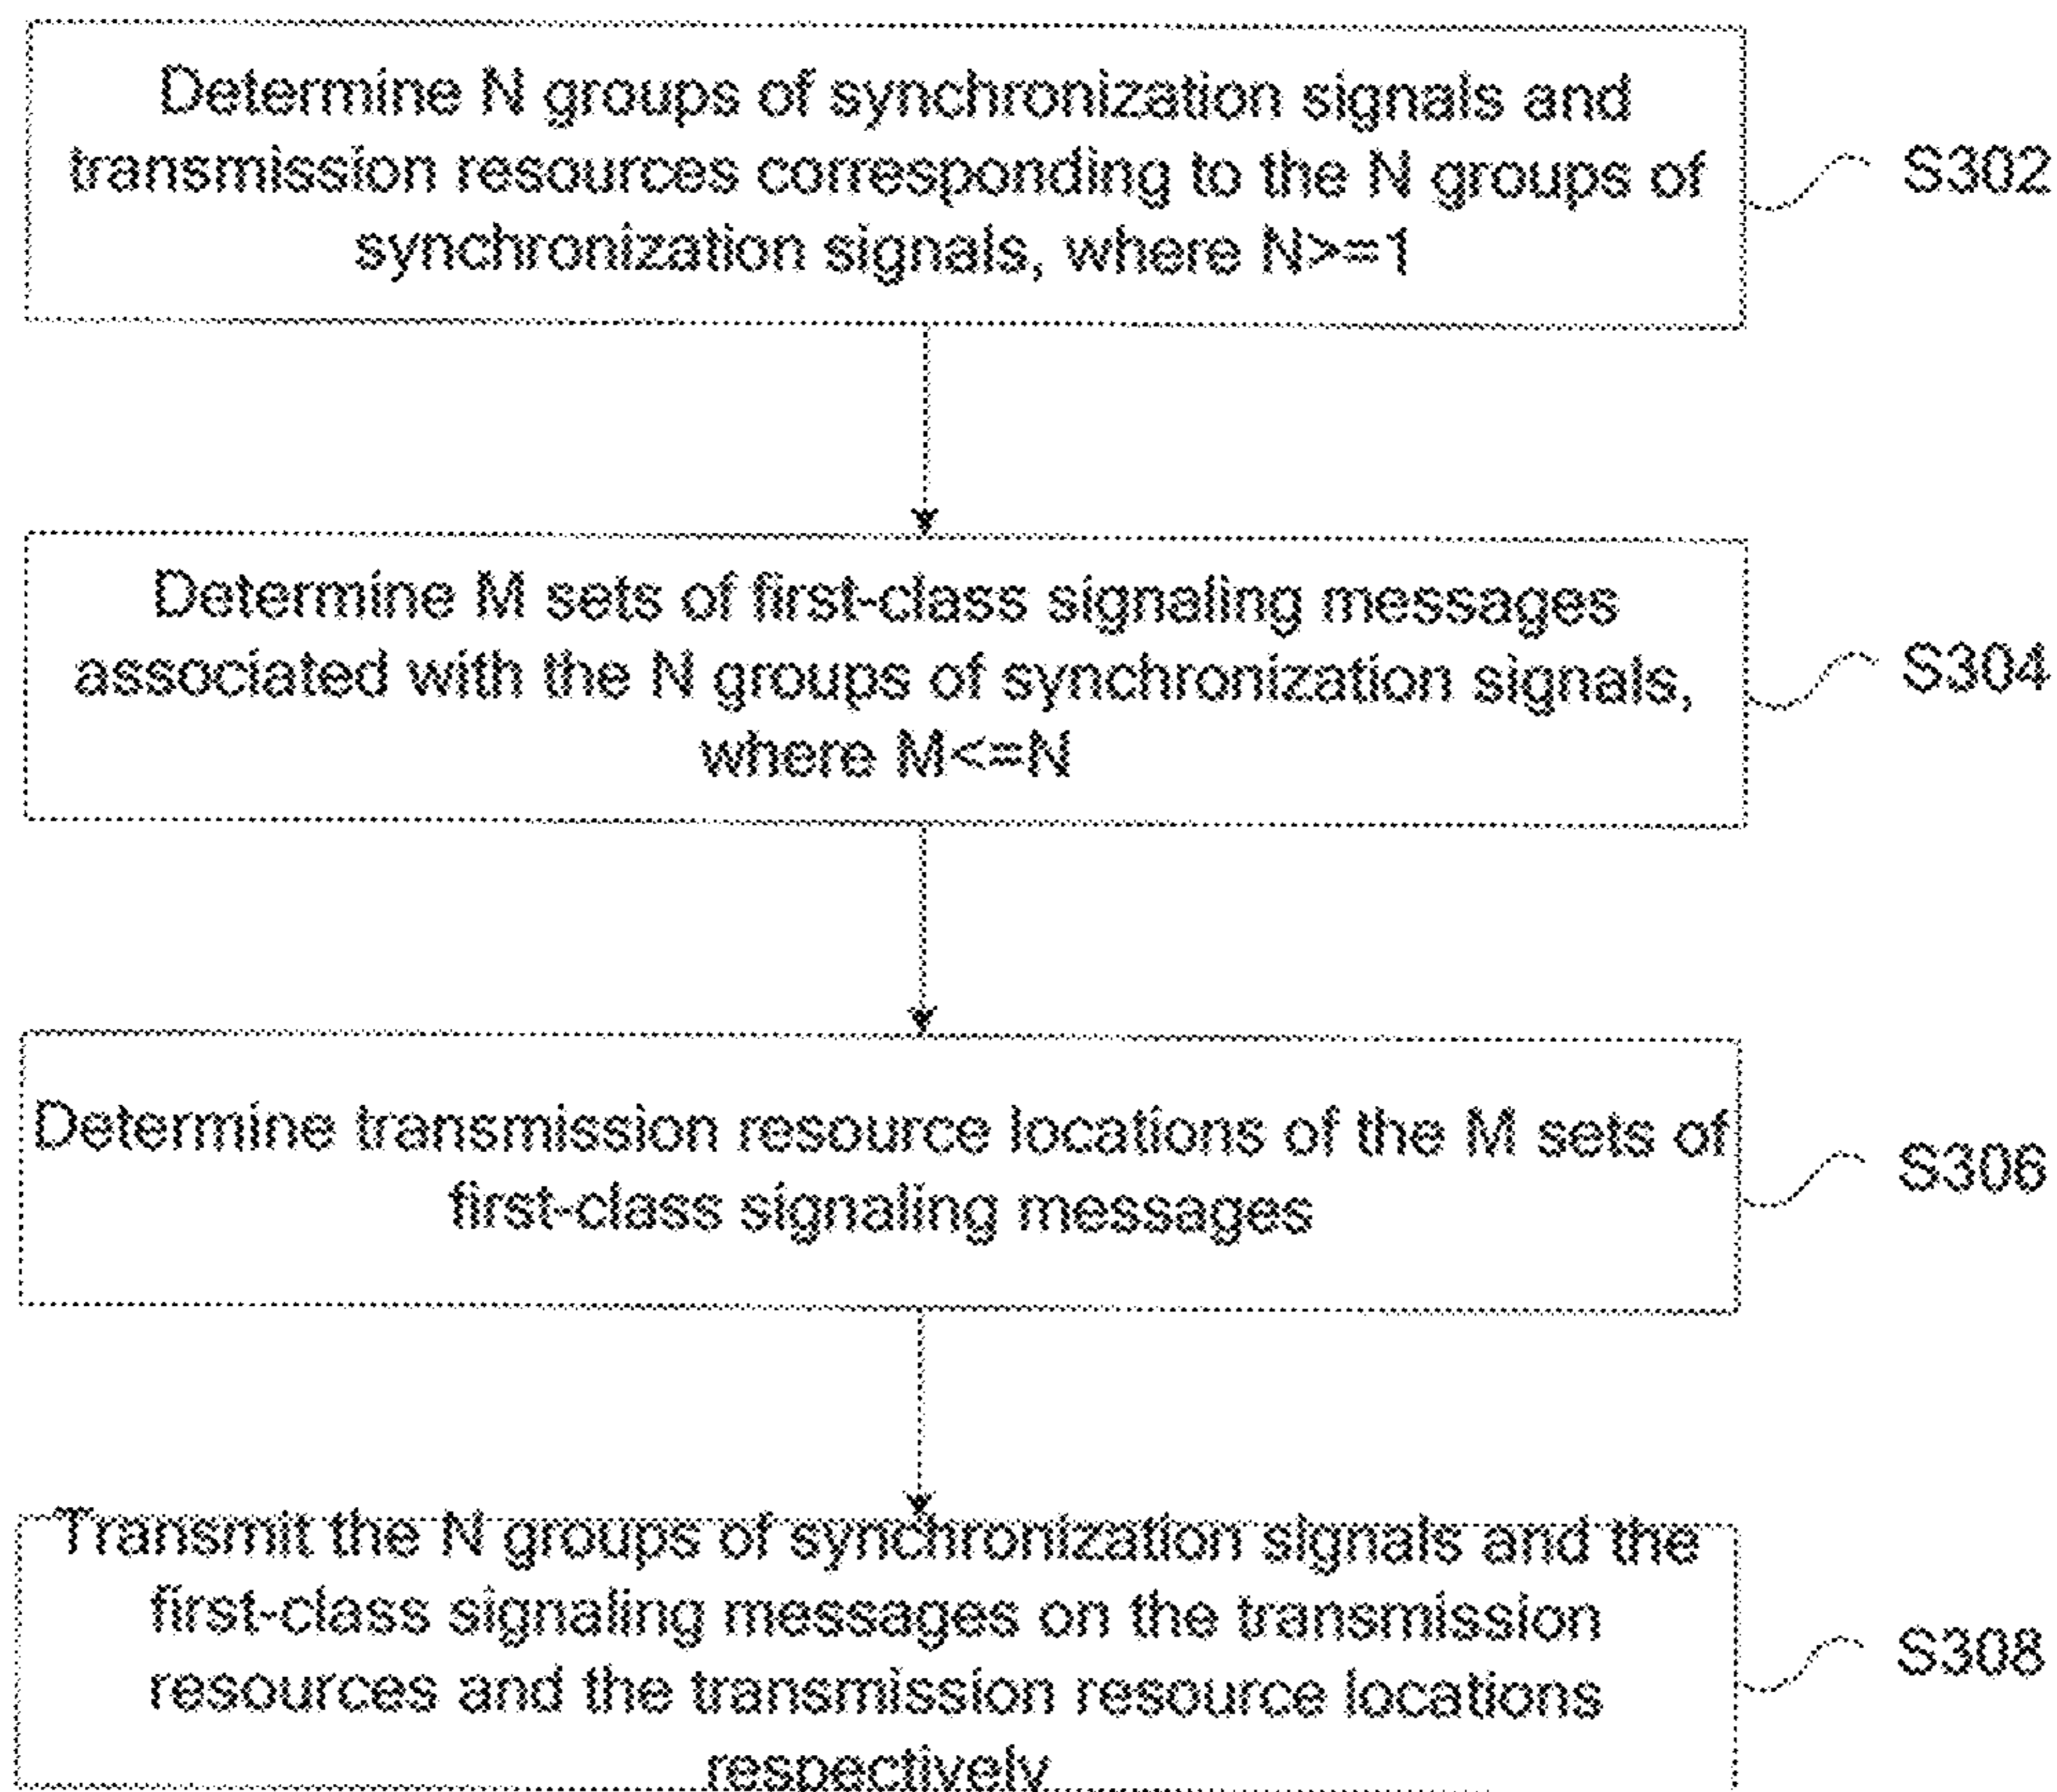 Determine N groups of synchronization signals and
transmission resources corresponding to the N groups of
synchronization signals, where N>=1
S302
Determine M sets of first-class signaling messages
associated with the N groups of synchronization signals,
where M<=N
S304
Determine transmission resource locations of the M sets of
first-class signaling messages
S306
Transmit the N groups of synchronization signals and the
first-class signaling messages on the transmission
resources and the transmission resource locations
respectively
S308